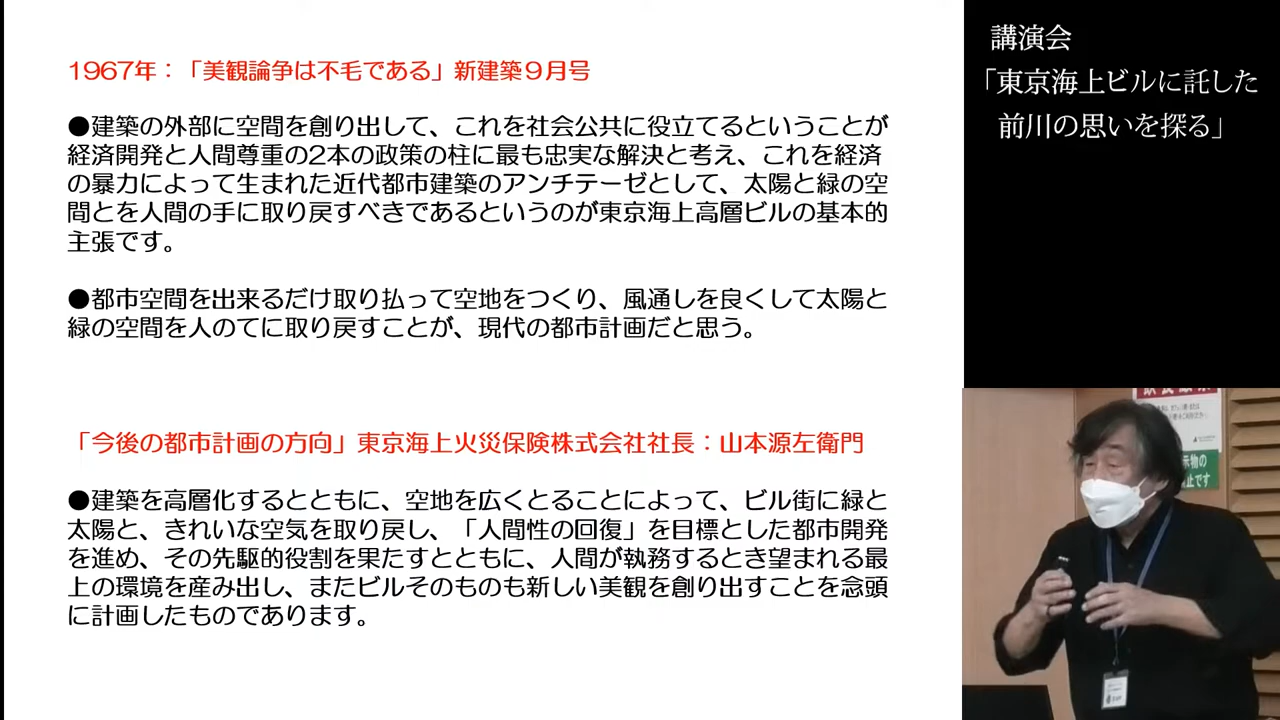 1967年：「美観論争は不毛である」新建築９月号
●建築の外部に空間を創り出して、これを社会公共に役立てるということが
経済開発と人間尊重の2本の政策の柱に最も忠実な解決と考え、これを経済
の暴力によって生まれた近代都市建築のアンチテーゼとして、太陽と緑の空
間とを人間の手に取り戻すべきであるというのが東京海上高層ビルの基本的
主張です。
●都市空間を出来るだけ取り払って空地をつくり、風通しを良くして太陽と
緑の空間を人のてに取り戻すことが、現代の都市計画だと思う。
「今後の都市計画の方向」東京海上火災保険株式会社社長：山本源左衛門
●建築を高層化するとともに、空地を広くとることによって、ビル街に緑と
太陽と、きれいな空気を取り戻し、「人間性の回復」を目標とした都市開発
を進め、その先駆的役割を果たすとともに、人間が執務するとき望まれる最
上の環境を産み出し、またビルそのものも新しい美観を創り出すことを念頭
に計画したものであります。
講演会
「東京海上ビルに託した
前川の思いを探る」
示物の
止です